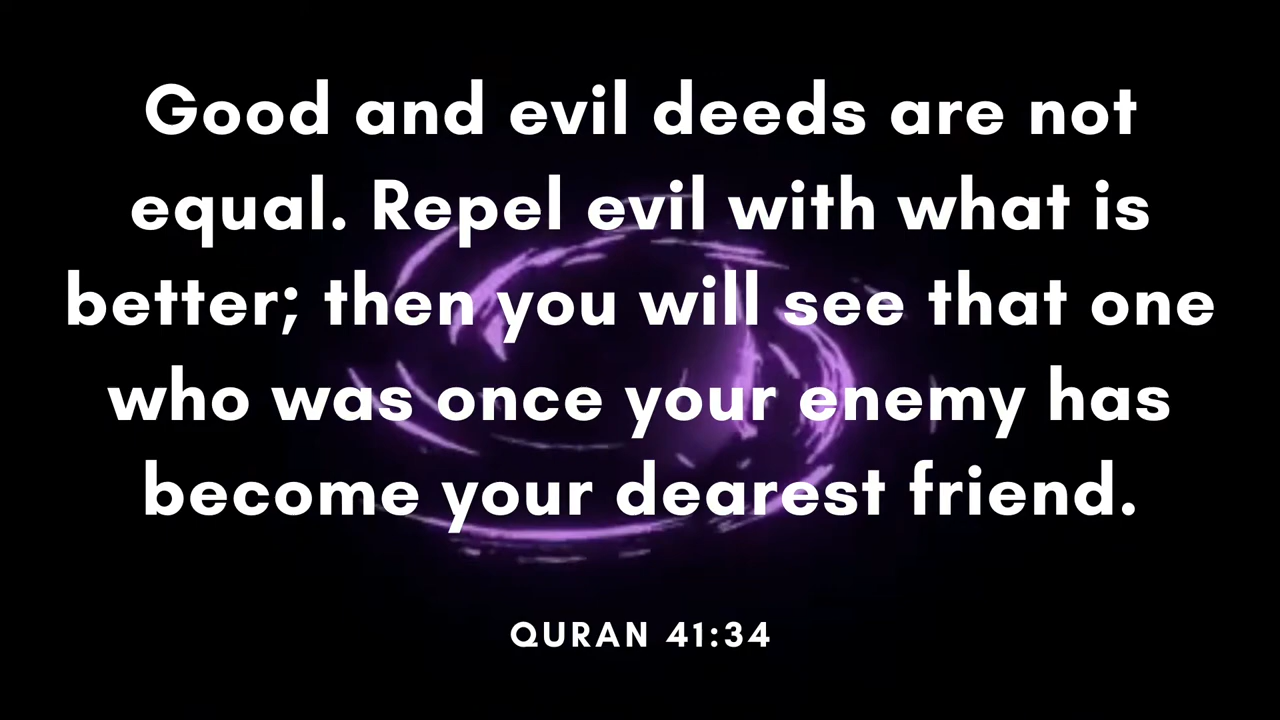 Good and evil deeds are not
equal. Repel evil with what is
better; then you will see that one
who was once your enemy has
become your dearest friend.
QURAN 41:34